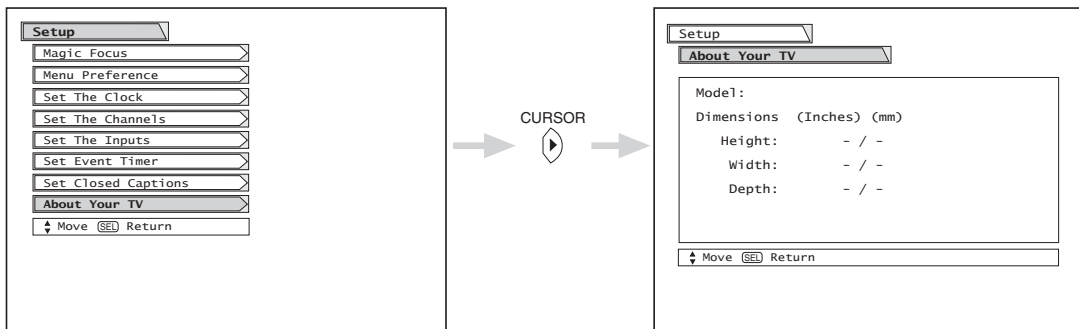 Setup
Magic Focus
Menu Preference
Set The Clock
Set The Channels
Set The Inputs
Set Event Timer
Set Closed Captions
About Your TV
Move SEL Return
CURSOR
Setup
About Your TV
Model:
Dimensions (Inches) (mm)
Height: - / -
Width: - / -
Depth: - / -
Move SEL Return